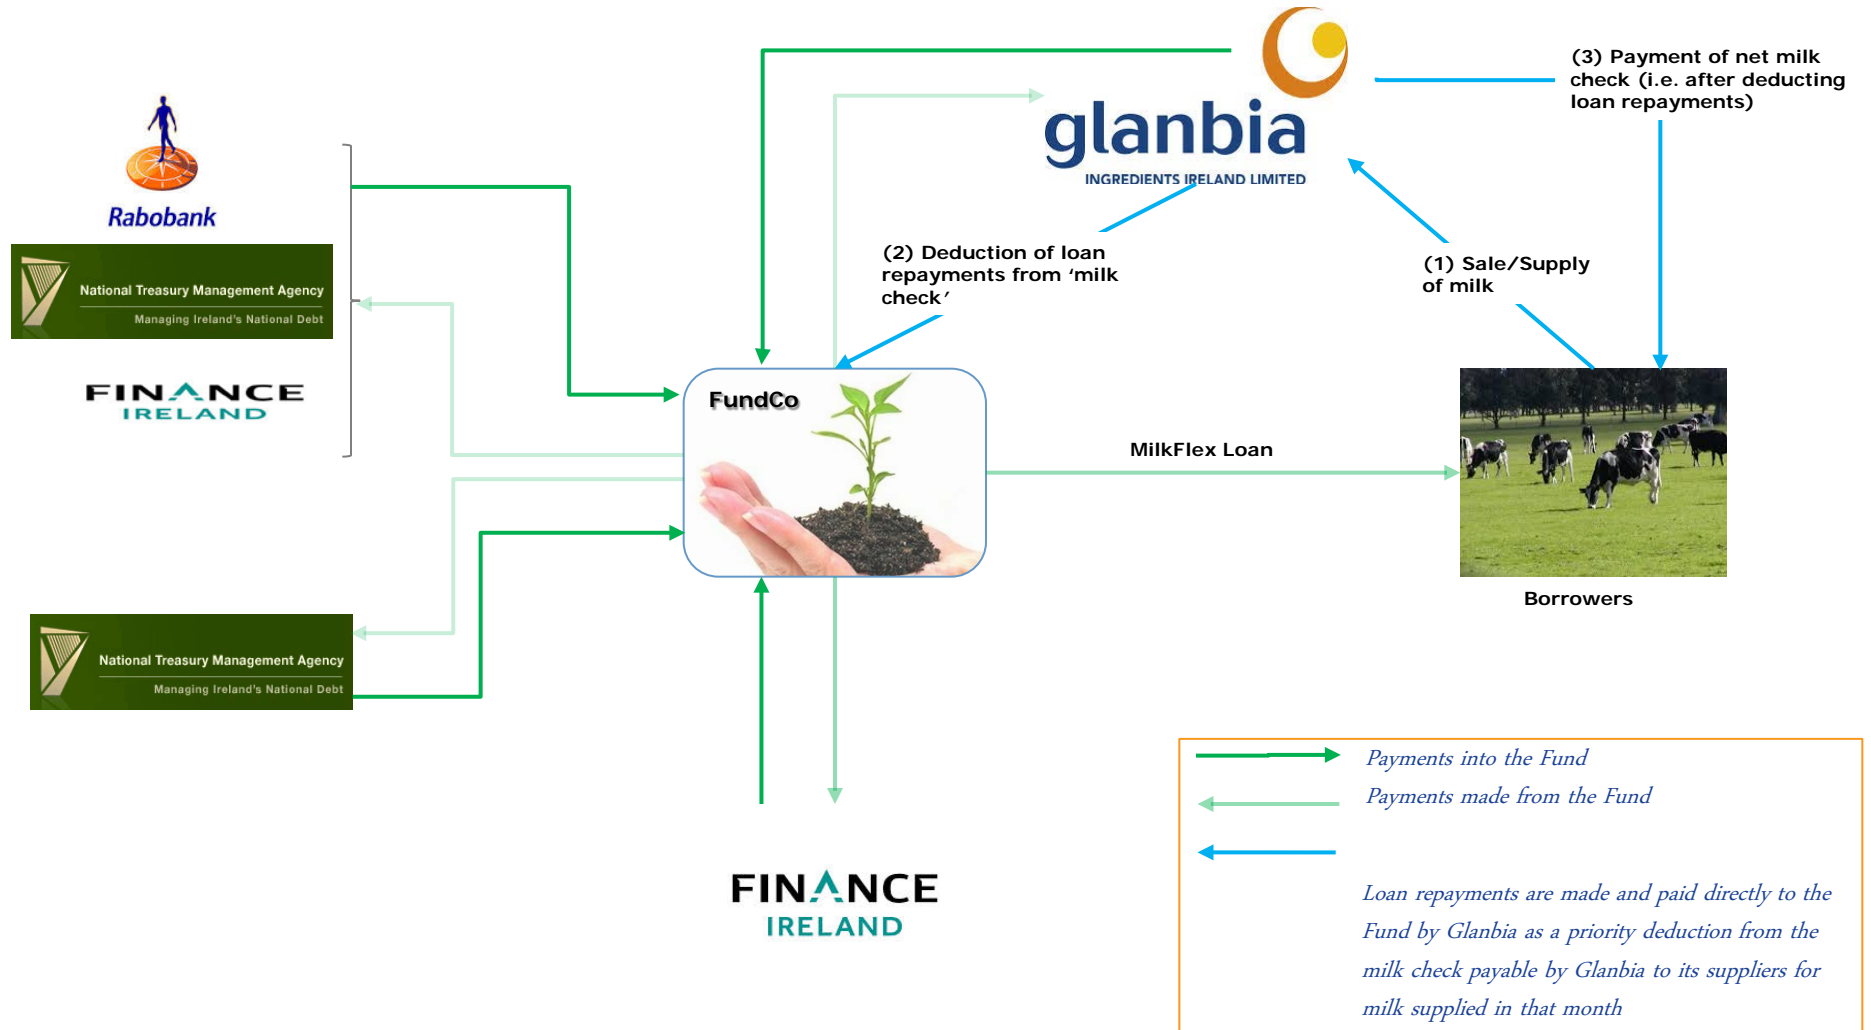 glanbia
INGREDIENTS IRELAND LIMITED
(3) Payment of net milk
check (i.e. after deducting
loan repayments)
Rabobank
National Treasury Management Agency
Managing Ireland's National Debt
FINANCE
IRELAND
(2) Deduction of loan
repayments from ‘milk
check’
(1) Sale/Supply
of milk
FundCo
MilkFlex Loan
Borrowers
National Treasury Management Agency
Managing Ireland's National Debt
FINANCE
IRELAND
Payments into the Fund
Payments made from the Fund
Loan repayments are made and paid directly to the
Fund by Glanbia as a priority deduction from the
milk check payable by Glanbia to its suppliers for
milk supplied in that month